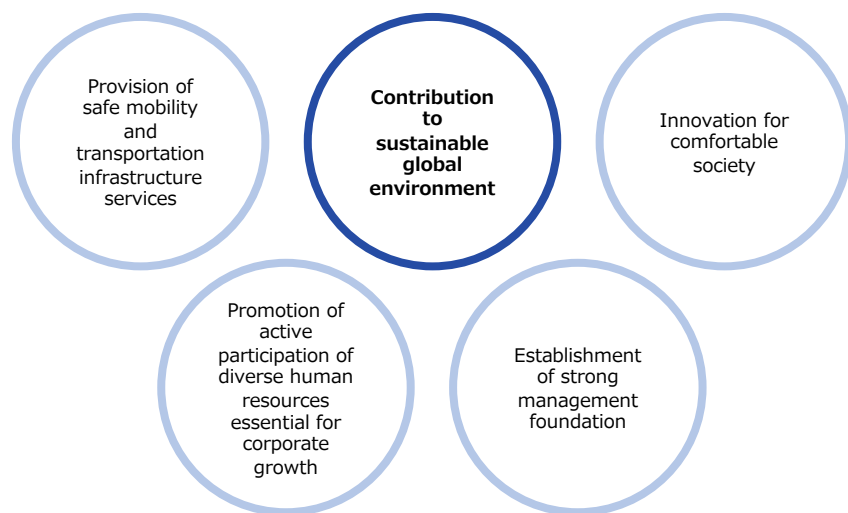 Provision of
safe mobility
and
transportation
infrastructure
services
Contribution
to
sustainable
global
environment
Innovation for
comfortable
society
Promotion of
active
participation of
diverse human
resources
essential for
corporate
growth
Establishment
of strong
management
foundation